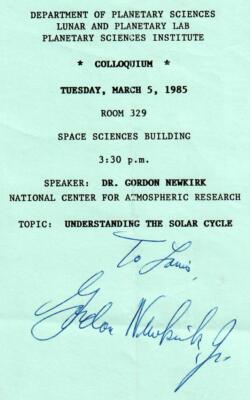 DEPARTMENT OF PLANETARY SCIENCES
LUNAR AND PLANETARY LAB
PLANETARY SCIENCES INSTITUTE
* COLLOQUIUM *
TUESDAY, MARCH 5, 1985
ROOM 329
SPACE SCIENCES BUILDING
3:30 p.m.
SPEAKER: DR. GORDON NEWKIRK
NATIONAL CENTER FOR ATMOSPHERIC RESEARCH
TOPIC: UNDERSTANDING THE SOLAR CYCLE
To Louis,
Gordon Newkirk, Jr.